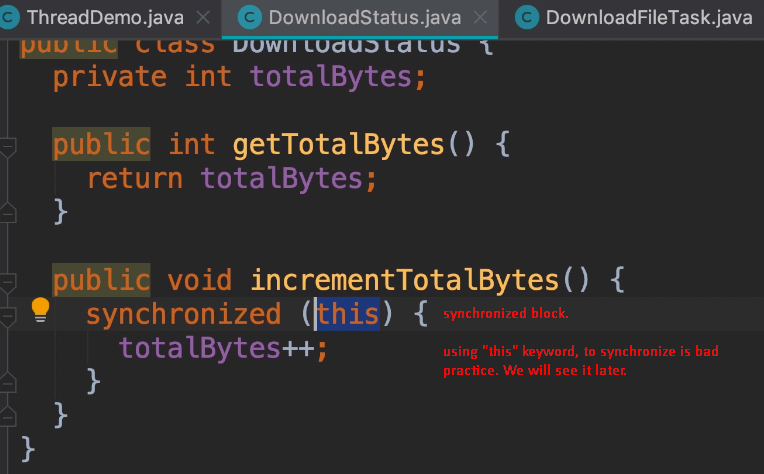 ThreadDemo.java DownloadStatus.java DownloadFileTask.java
public class DownloadStatus {
private int totalBytes;
public int getTotalBytes() {
return totalBytes;
}
public void incrementTotalBytes() {
synchronized (this) { synchronized block.
totalBytes++; using "this" keyword, to synchronize is bad
practice. We will see it later.
}
}
}